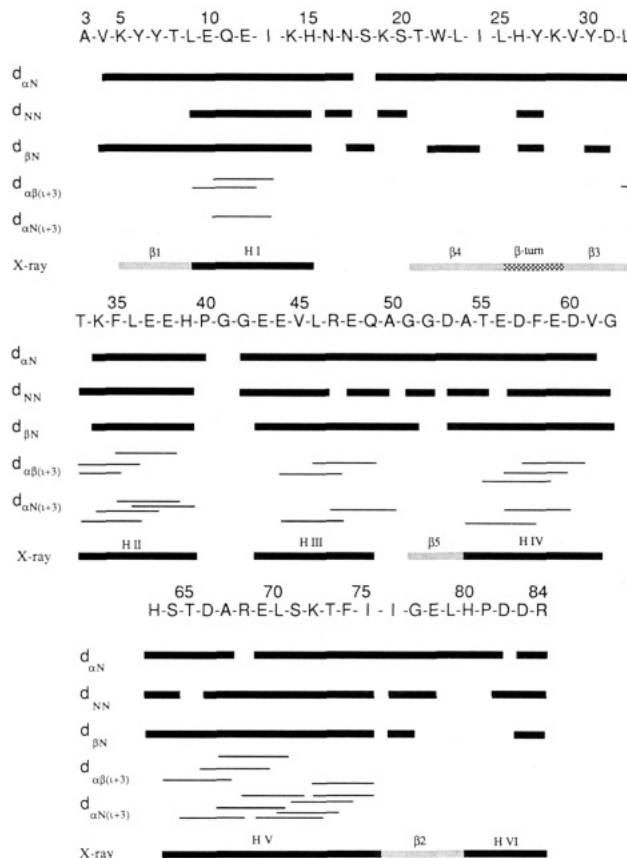 3 5 10 15 20 25 30
A-V-K-Y-Y-T-L-E-Q-E-I-K-H-N-N-S-K-S-T-W-L-I-L-H-Y-K-V-Y-D-L
dαN
dNN
dβN
dαβ(ι+3)
dαN(ι+3)
X-ray β1 H I β4 β-turn β3
35 40 45 50 55 60
T-K-F-L-E-E-H-P-G-G-E-E-V-L-R-E-Q-A-G-G-D-A-T-E-D-F-E-D-V-G
dαN
dNN
dβN
dαβ(ι+3)
dαN(ι+3)
X-ray H II H III β5 H IV
65 70 75 80 84
H-S-T-D-A-R-E-L-S-K-T-F-I-I-G-E-L-H-P-D-D-R
dαN
dNN
dβN
dαβ(ι+3)
dαN(ι+3)
X-ray H V β2 H VI